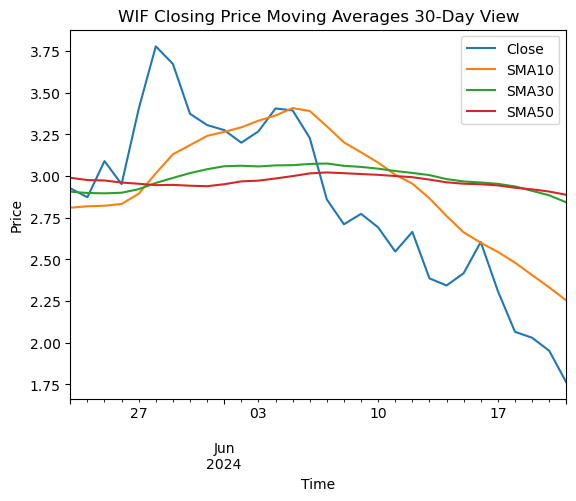 WIF Closing Price Moving Averages 30-Day View
Close
SMA10
SMA30
SMA50
Price
3.75
3.50
3.25
3.00
2.75
2.50
2.25
2.00
1.75
27
03
10
17
Jun
2024
Time